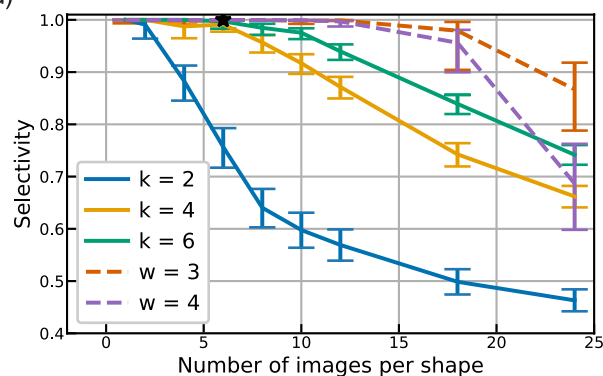 1.0
0.9
0.8
0.7
0.6
0.5
0.4
Selectivity
k = 2
k = 4
k = 6
w = 3
w = 4
0 5 10 15 20 25
Number of images per shape